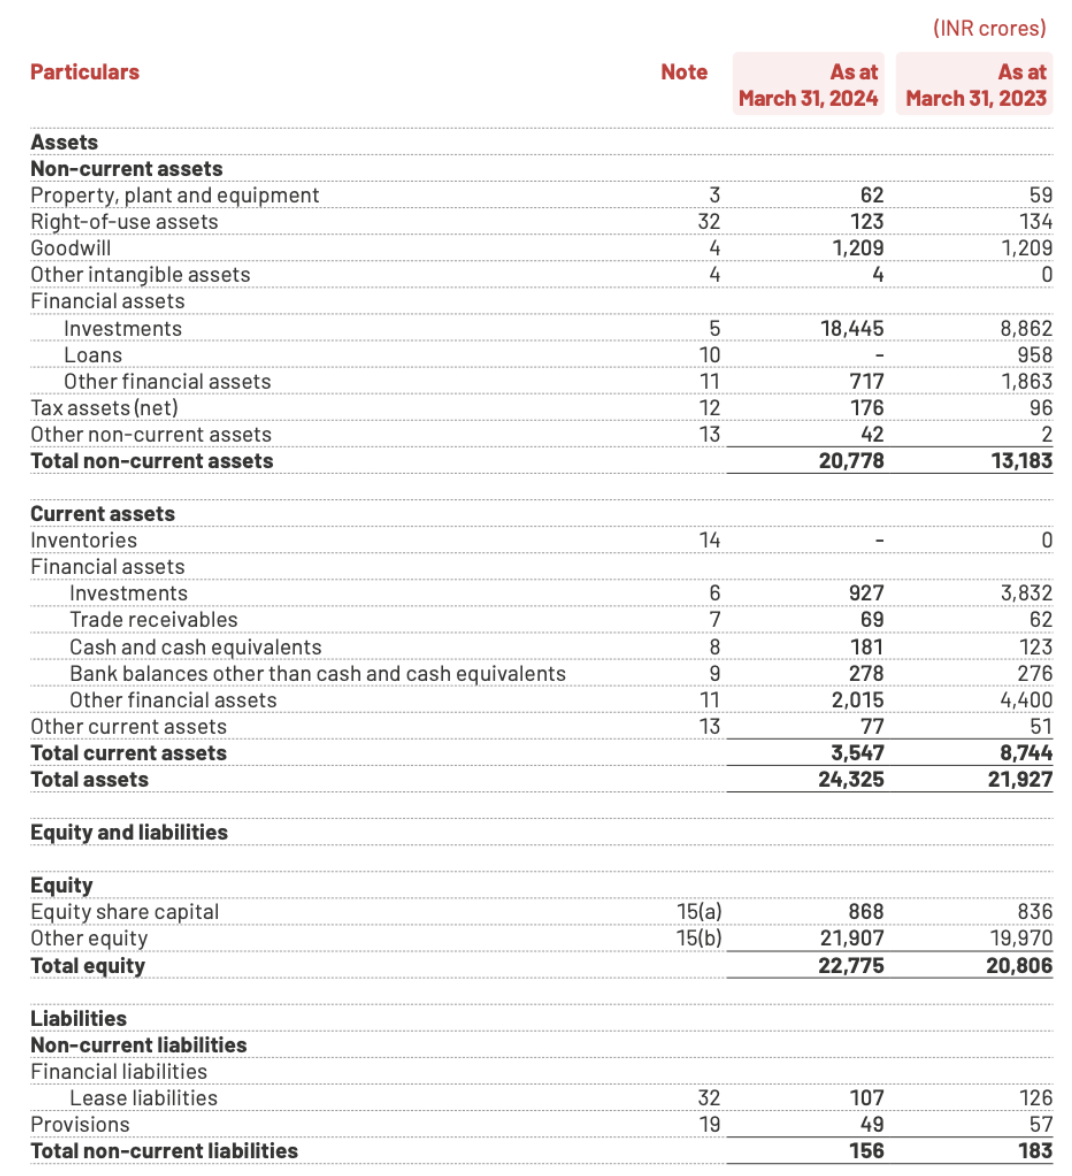 (INR crores)
Particulars Note As at March 31, 2024 As at March 31, 2023
Assets
Non-current assets
Property, plant and equipment 3 62 59
Right-of-use assets 32 123 134
Goodwill 4 1,209 1,209
Other intangible assets 4 4 0
Financial assets
Investments 5 18,445 8,862
Loans 10 - 958
Other financial assets 11 717 1,863
Tax assets (net) 12 176 96
Other non-current assets 13 42 2
Total non-current assets 20,778 13,183
Current assets
Inventories 14 - 0
Financial assets
Investments 6 927 3,832
Trade receivables 7 69 62
Cash and cash equivalents 8 181 123
Bank balances other than cash and cash equivalents 9 278 276
Other financial assets 11 2,015 4,400
Other current assets 13 77 51
Total current assets 3,547 8,744
Total assets 24,325 21,927
Equity and liabilities
Equity
Equity share capital 15(a) 868 836
Other equity 15(b) 21,907 19,970
Total equity 22,775 20,806
Liabilities
Non-current liabilities
Financial liabilities
Lease liabilities 32 107 126
Provisions 19 49 57
Total non-current liabilities 156 183